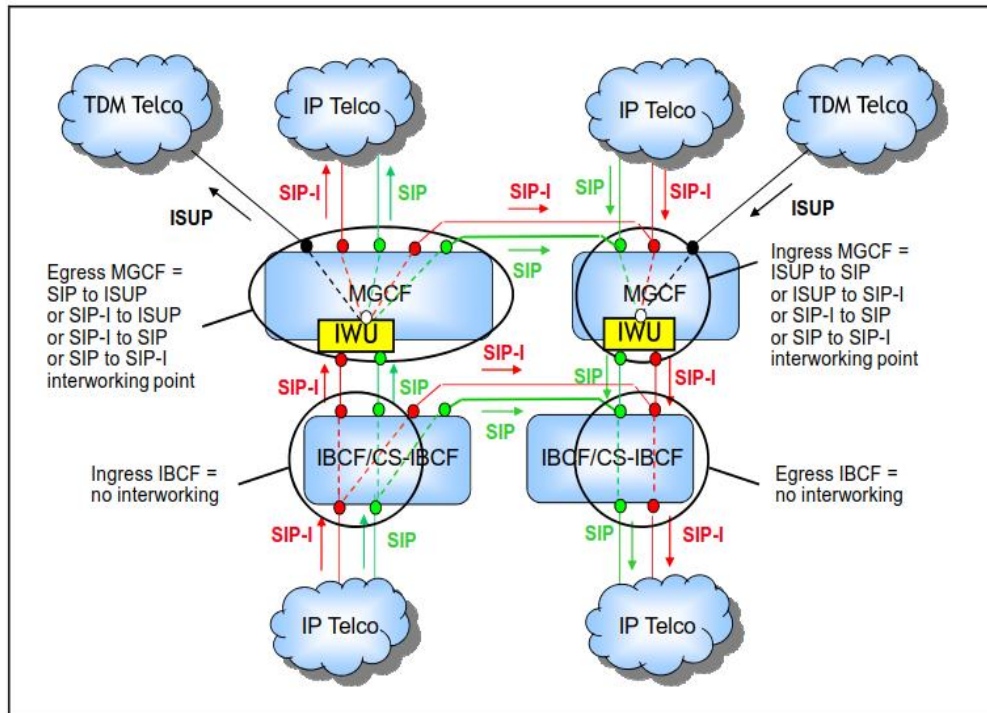 TDM Telco
IP Telco
IP Telco
TDM Telco
SIP-I
SIP
SIP-I
SIP
SIP-I
ISUP
ISUP
SIP
Egress MGCF =
SIP to ISUP
or SIP-I to ISUP
or SIP-I to SIP
or SIP to SIP-I
interworking point
MGCF
IWU
MGCF
IWU
Ingress MGCF =
ISUP to SIP
or ISUP to SIP-I
or SIP-I to SIP
or SIP to SIP-I
interworking point
SIP-I
SIP
SIP-I
SIP
SIP-I
SIP
Ingress IBCF =
no interworking
IBCF/CS-IBCF
IBCF/CS-IBCF
Egress IBCF =
no interworking
SIP-I
SIP
SIP
SIP-I
IP Telco
IP Telco